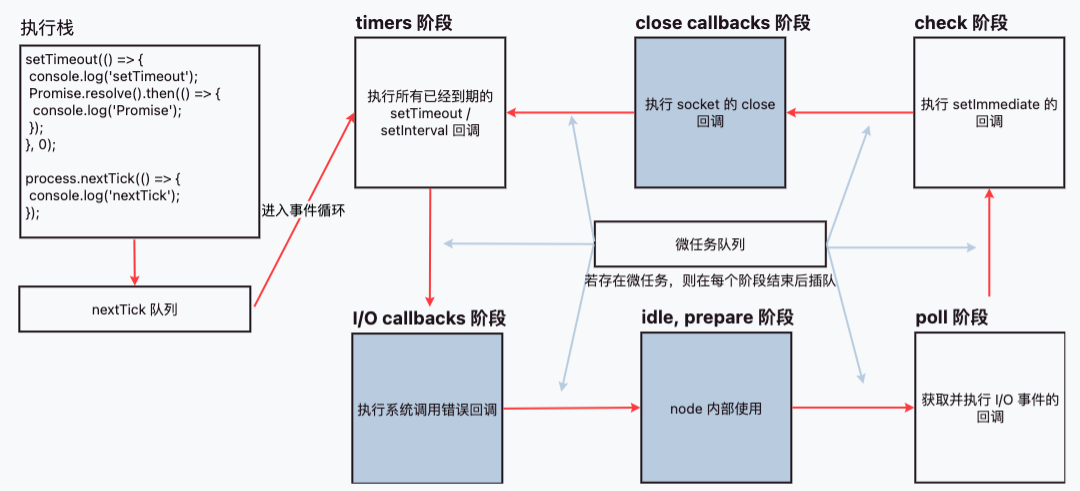 执行栈
setTimeout(() => {
console.log('setTimeout');
Promise.resolve().then(() => {
console.log('Promise');
});
}, 0);
process.nextTick(() => {
console.log('nextTick');
});
nextTick 队列
进入事件循环
timers 阶段
执行所有已经到期的
setTimeout /
setInterval 回调
close callbacks 阶段
执行 socket 的 close
回调
check 阶段
执行 setImmediate 的
回调
微任务队列
若存在微任务，则在每个阶段结束后插队
I/O callbacks 阶段
执行系统调用错误回调
idle, prepare 阶段
node 内部使用
poll 阶段
获取并执行 I/O 事件的
回调